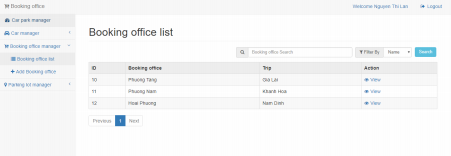 Booking office
Welcome Nguyen Thi Lan
Logout
Car park manager
Car manager
Booking office manager
Booking office list
Add Booking office
Parking lot manager
Booking office list
Booking office Search
Filter By
Name
Search
ID Booking office Trip Action
10 Phuong Tang Gia Lai View
11 Phuong Nam Khanh Hoa View
12 Hoai Phuong Nam Dinh View
Previous 1 Next